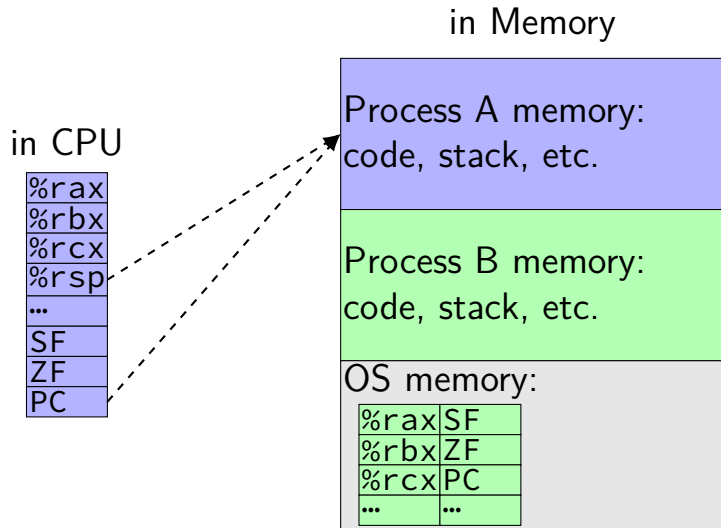 in Memory
in CPU
%rax
%rbx
%rcx
%rsp
…
SF
ZF
PC
Process A memory:
code, stack, etc.
Process B memory:
code, stack, etc.
OS memory:
%rax SF
%rbx ZF
%rcx PC
… …